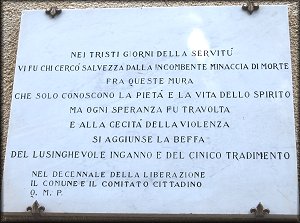 NEI TRISTI GIORNI DELLA SERVITU'
VI FU CHI CERCÒ SALVEZZA DALLA INCOMBENTE MINACCIA DI MORTE
FRA QUESTE MURA
CHE SOLO CONOSCONO LA PIETÀ E LA VITA DELLO SPIRITO
MA OGNI SPERANZA FU TRAVOLTA
E ALLA CECITÀ DELLA VIOLENZA
SI AGGIUNSE LA BEFFA
DEL LUSINGHEVOLE INGANNO E DEL CINICO TRADIMENTO
NEL DECENNALE DELLA LIBERAZIONE
IL COMUNE E IL COMITATO CITTADINO
Q. M. P.